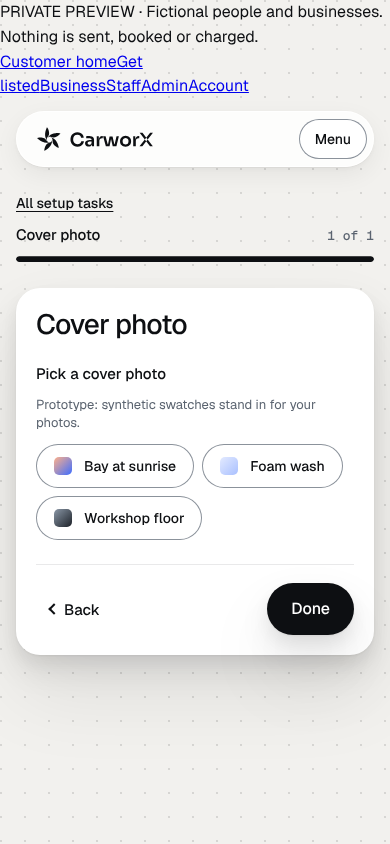 PRIVATE PREVIEW · Fictional people and businesses.
Nothing is sent, booked or charged.
Customer homeGet
listedBusinessStaffAdminAccount
CarworX
Menu
All setup tasks
Cover photo
1 of 1
Cover photo
Pick a cover photo
Prototype: synthetic swatches stand in for your
photos.
Bay at sunrise
Foam wash
Workshop floor
Back
Done